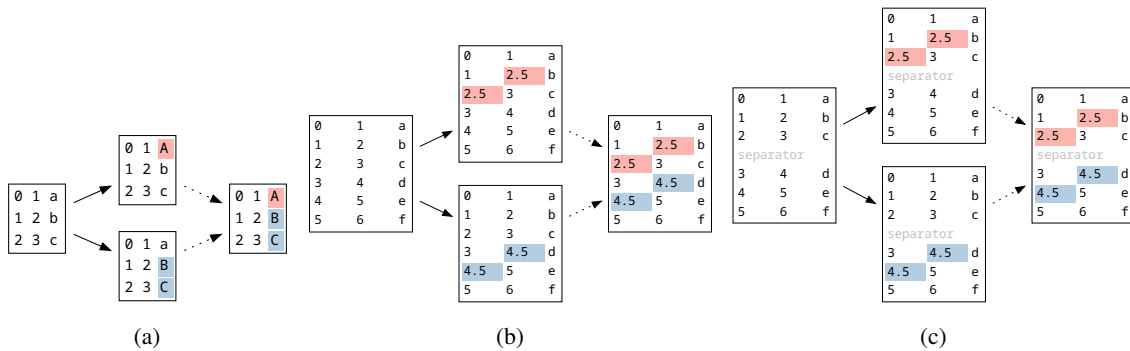 0 1 a
1 2 b
2 3 c
0 1 A
1 2 b
2 3 c
0 1 a
1 2 B
2 3 C
0 1 A
1 2 B
2 3 C
(a)
0 1 a
1 2 b
2 3 c
3 4 d
4 5 e
5 6 f
0 1 a
1 2.5 b
2.5 3 c
3 4 d
4 5 e
5 6 f
0 1 a
1 2 b
2 3 c
3 4.5 d
4.5 5 e
5 6 f
0 1 a
1 2.5 b
2.5 3 c
3 4.5 d
4.5 5 e
5 6 f
(b)
0 1 a
1 2 b
2 3 c
separator
3 4 d
4 5 e
5 6 f
0 1 a
1 2.5 b
2.5 3 c
separator
3 4 d
4 5 e
5 6 f
0 1 a
1 2 b
2 3 c
separator
3 4.5 d
4.5 5 e
5 6 f
0 1 a
1 2.5 b
2.5 3 c
separator
3 4.5 d
4.5 5 e
5 6 f
(c)